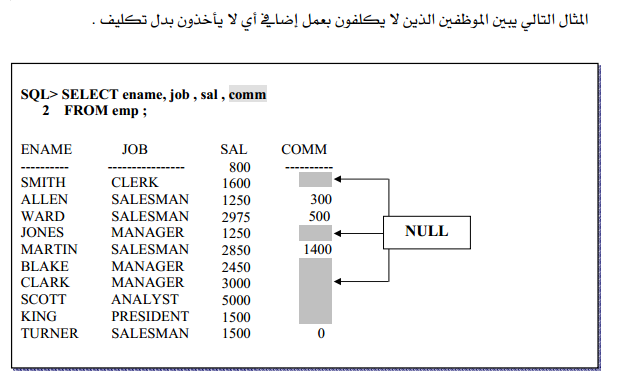 المثال التالي يبين الموظفين الذين لا يكلفون بعمل إضافي أي لا يأخذون بدل تكليف .
SQL> SELECT ename, job , sal , comm
2 FROM emp ;
ENAME JOB SAL COMM
---------- ---------------- 800 ----------
SMITH CLERK 1600
ALLEN SALESMAN 1250 300
WARD SALESMAN 2975 500
JONES MANAGER 1250
NULL
MARTIN SALESMAN 2850 1400
BLAKE MANAGER 2450
CLARK MANAGER 3000
SCOTT ANALYST 5000
KING PRESIDENT 1500
TURNER SALESMAN 1500 0